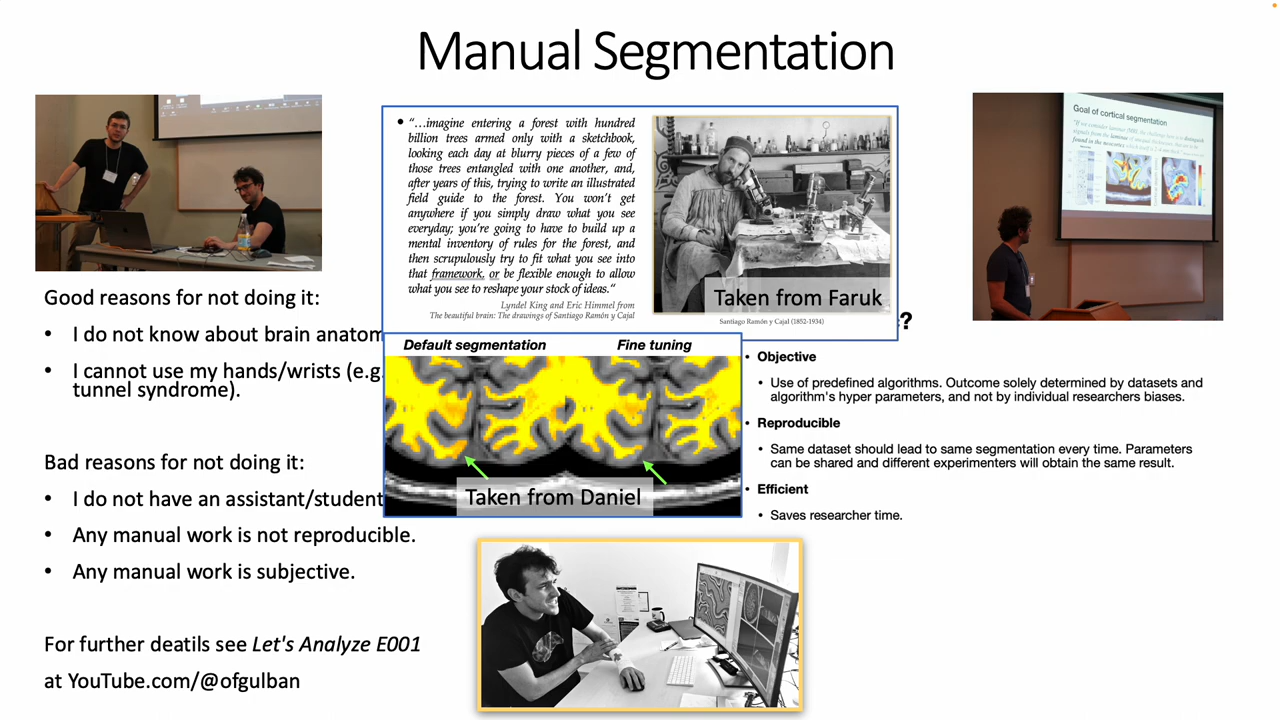 Manual Segmentation
Good reasons for not doing it:
• I do not know about brain anatom
• I cannot use my hands/wrists (e.g.
tunnel syndrome).
Bad reasons for not doing it:
• I do not have an assistant/student
• Any manual work is not reproducible.
• Any manual work is subjective.
For further deatils see Let's Analyze E001
at YouTube.com/@ofgulban
• “…imagine entering a forest with hundred
billion trees armed only with a sketchbook,
looking each day at blurry pieces of a few of
those trees entangled with one another, and,
after years of this, trying to write an illustrated
field guide to the forest. You won't get
anywhere if you simply draw what you see
everyday; you're going to have to build up a
mental inventory of rules for the forest, and
then scrupulously try to fit what you see into
that framework, or be flexible enough to allow
what you see to reshape your stock of ideas.“
Lyndel King and Eric Himmel from
The beautiful brain: The drawings of Santiago Ramón y Cajal
Taken from Faruk
Santiago Ramón y Cajal (1852-1934)
Default segmentation
Fine tuning
Taken from Daniel
Goal of cortical segmentation
?
• Objective
• Use of predefined algorithms. Outcome solely determined by datasets and
algorithm's hyper parameters, and not by individual researchers biases.
• Reproducible
• Same dataset should lead to same segmentation every time. Parameters
can be shared and different experimenters will obtain the same result.
• Efficient
• Saves researcher time.